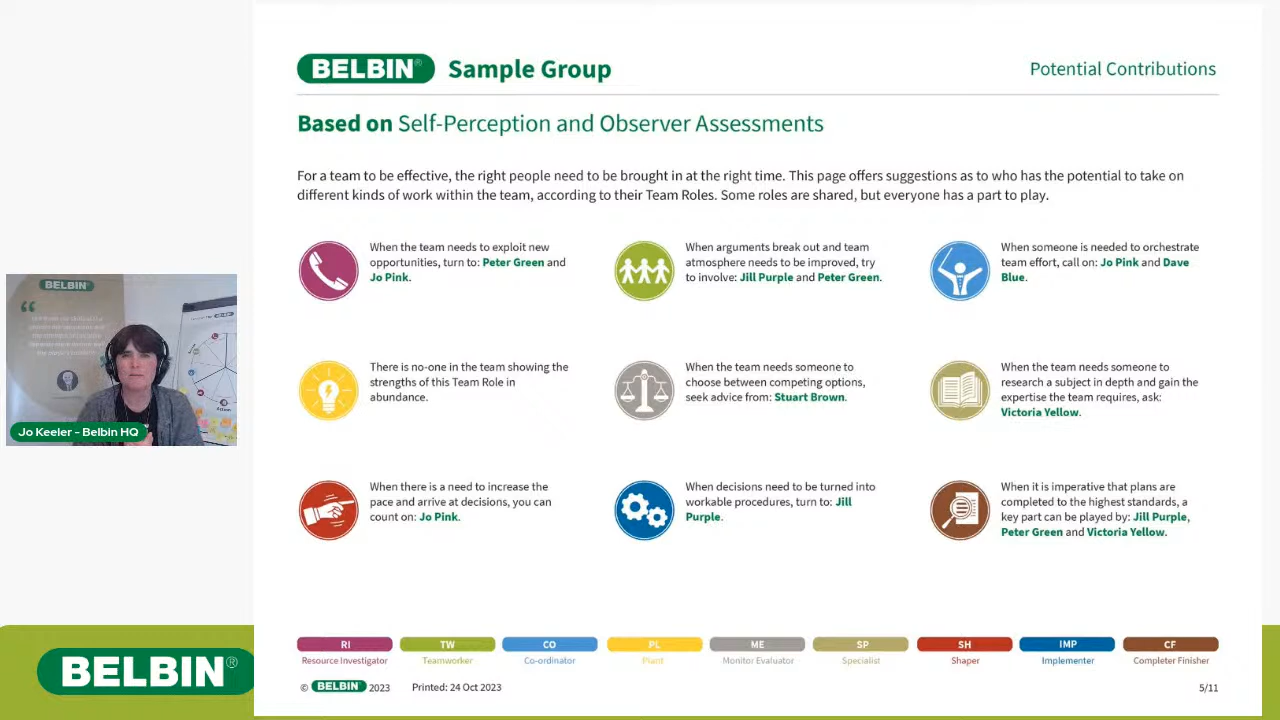 BELBIN®
Sample Group
Potential Contributions
Based on Self-Perception and Observer Assessments
For a team to be effective, the right people need to be brought in at the right time. This page offers suggestions as to who has the potential to take on
different kinds of work within the team, according to their Team Roles. Some roles are shared, but everyone has a part to play.
When the team needs to exploit new
opportunities, turn to: Peter Green and
Jo Pink.
When arguments break out and team
atmosphere needs to be improved, try
to involve: Jill Purple and Peter Green.
When someone is needed to orchestrate
team effort, call on: Jo Pink and Dave
Blue.
There is no-one in the team showing the
strengths of this Team Role in
abundance.
When the team needs someone to
choose between competing options,
seek advice from: Stuart Brown.
When the team needs someone to
research a subject in depth and gain the
expertise the team requires, ask:
Victoria Yellow.
When there is a need to increase the
pace and arrive at decisions, you can
count on: Jo Pink.
When decisions need to be turned into
workable procedures, turn to: Jill
Purple.
When it is imperative that plans are
completed to the highest standards, a
key part can be played by: Jill Purple,
Peter Green and Victoria Yellow.
RI
TW
CO
PL
ME
SP
SH
IMP
CF
Resource Investigator
Teamworker
Co-ordinator
Plant
Monitor Evaluator
Specialist
Shaper
Implementer
Completer Finisher
© BELBIN 2023
Printed: 24 Oct 2023
5/11
BELBIN
Jo Keeler - Belbin HQ
BELBIN®